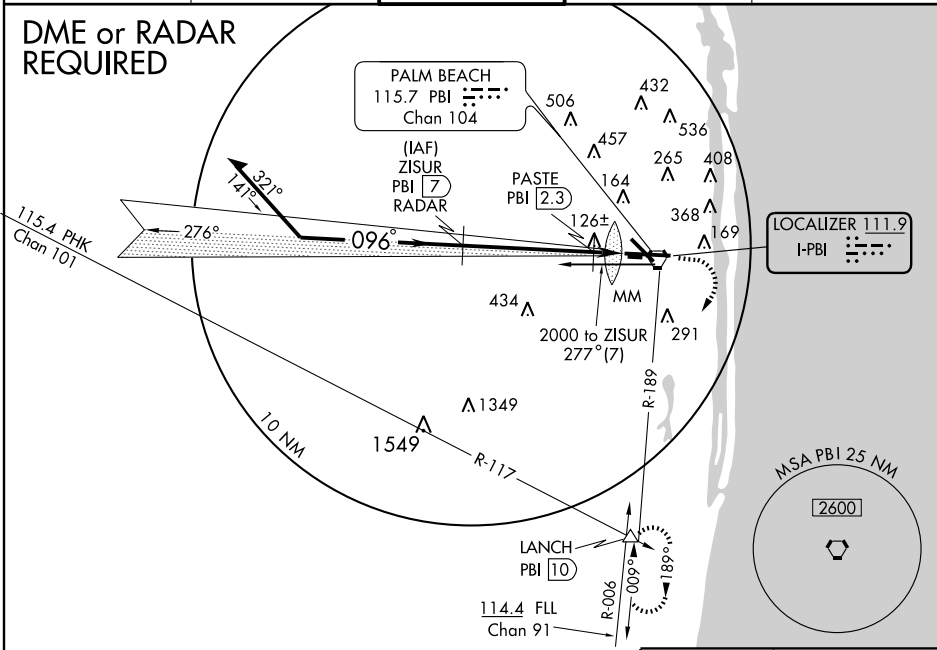 DME or RADAR
REQUIRED
PALM BEACH
115.7 PBI
Chan 104
506
432
536
457
265
408
164
368
169
(IAF)
ZISUR
PBI 7
RADAR
PASTE
PBI 2.3
126±
LOCALIZER 111.9
I-PBI
321°
141°
115.4 PHK
Chan 101
276°
096°
MM
434
291
2000 to ZISUR
277° (7)
R-189
1349
1549
10 NM
R-117
MSA PBI 25 NM
2600
LANCH
PBI 10
R-006
009°
189°
114.4 FLL
Chan 91